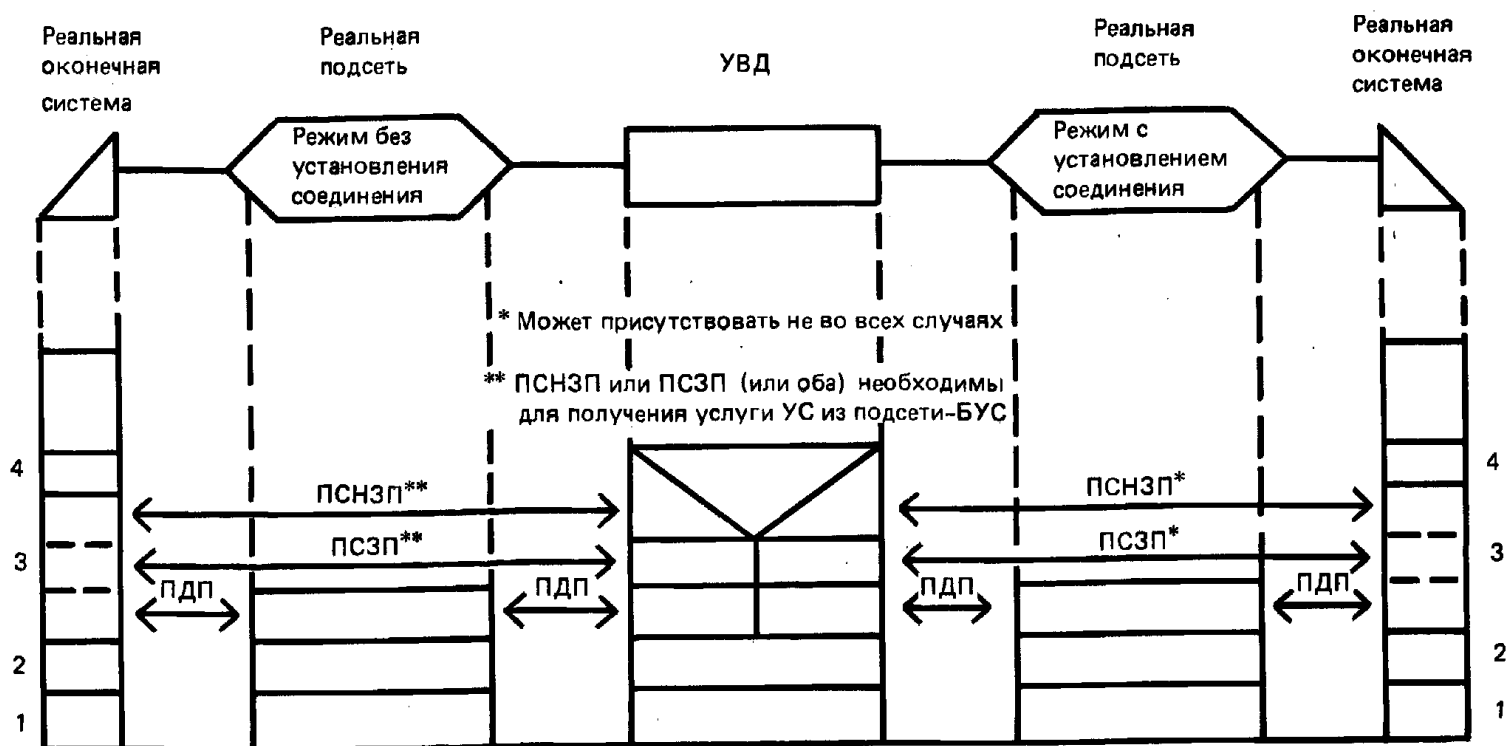 Реальная
оконечная
система
Реальная
подсеть
УВД
Реальная
подсеть
Реальная
оконечная
система
Режим без
установления
соединения
Режим с
установлением
соединения
* Может присутствовать не во всех случаях
** ПСНЗП или ПСЗП (или оба) необходимы
для получения услуги УС из подсети-БУС
4
4
ПСНЗП**
ПСНЗП*
3
ПСЗП**
ПСЗП*
3
ПДП
ПДП
ПДП
ПДП
2
2
1
1